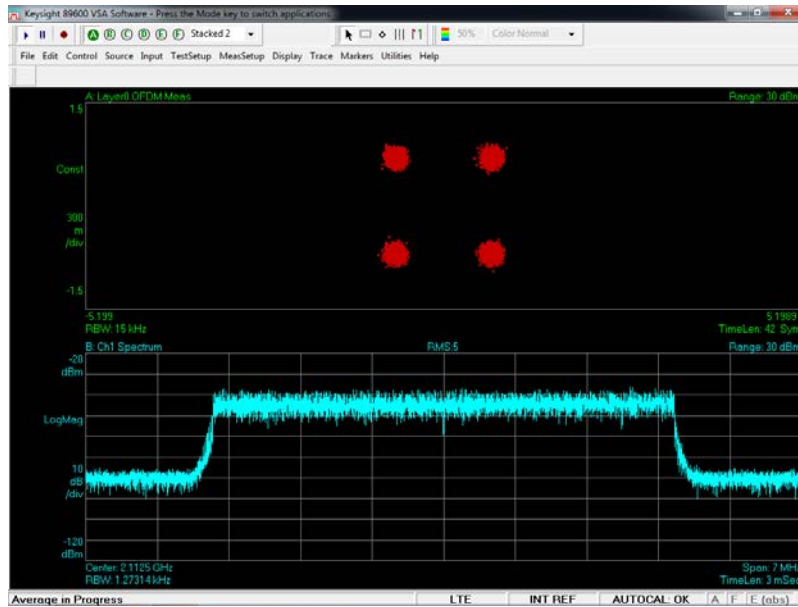 Keysight 89600 VSA Software - Press the Mode key to switch applications.
A B C D E F Stacked 2 50% Color Normal
File Edit Control Source Input TestSetup MeasSetup Display Trace Markers Utilities Help
A: Layer0 OFDM Meas Range: 30 dBm
1.5
Const
300
m
/div
-1.5
-5.199 5.1989
RBW: 15 kHz TimeLen: 42 Sym
B: Ch1 Spectrum RMS:5 Range: 30 dBm
-20
dBm
LogMag
10
dB
/div
-120
dBm
Center: 2.1125 GHz Span: 7 MHz
RBW: 1.27314 kHz TimeLen: 3 mSec
Average in Progress LTE INT REF AUTOCAL: OK A F E (abs)